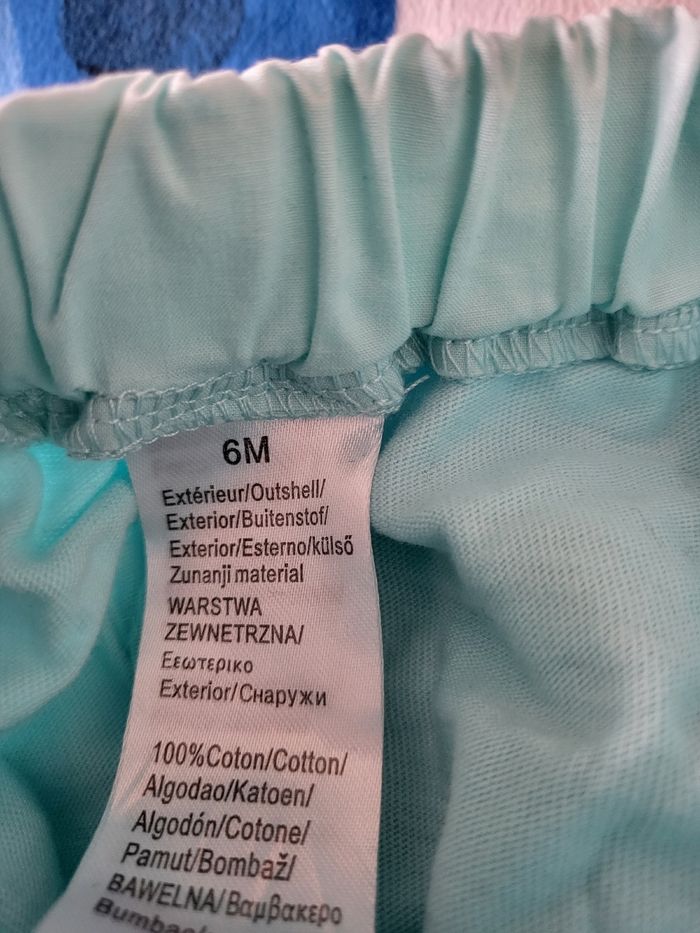 6M
Extérieur/Outshell/
Exterior/Buitenstof/
Exterior/Esterno/külső
Zunanji material
WARSTWA
ZEWNETRZNA/
Εεωτερικο
Exterior/Снаружи
100%Coton/Cotton/
Algodao/Katoen/
Algodón/Cotone/
Pamut/Bombaž/
BAWELNA/Βαμβακερο
Bumbac/